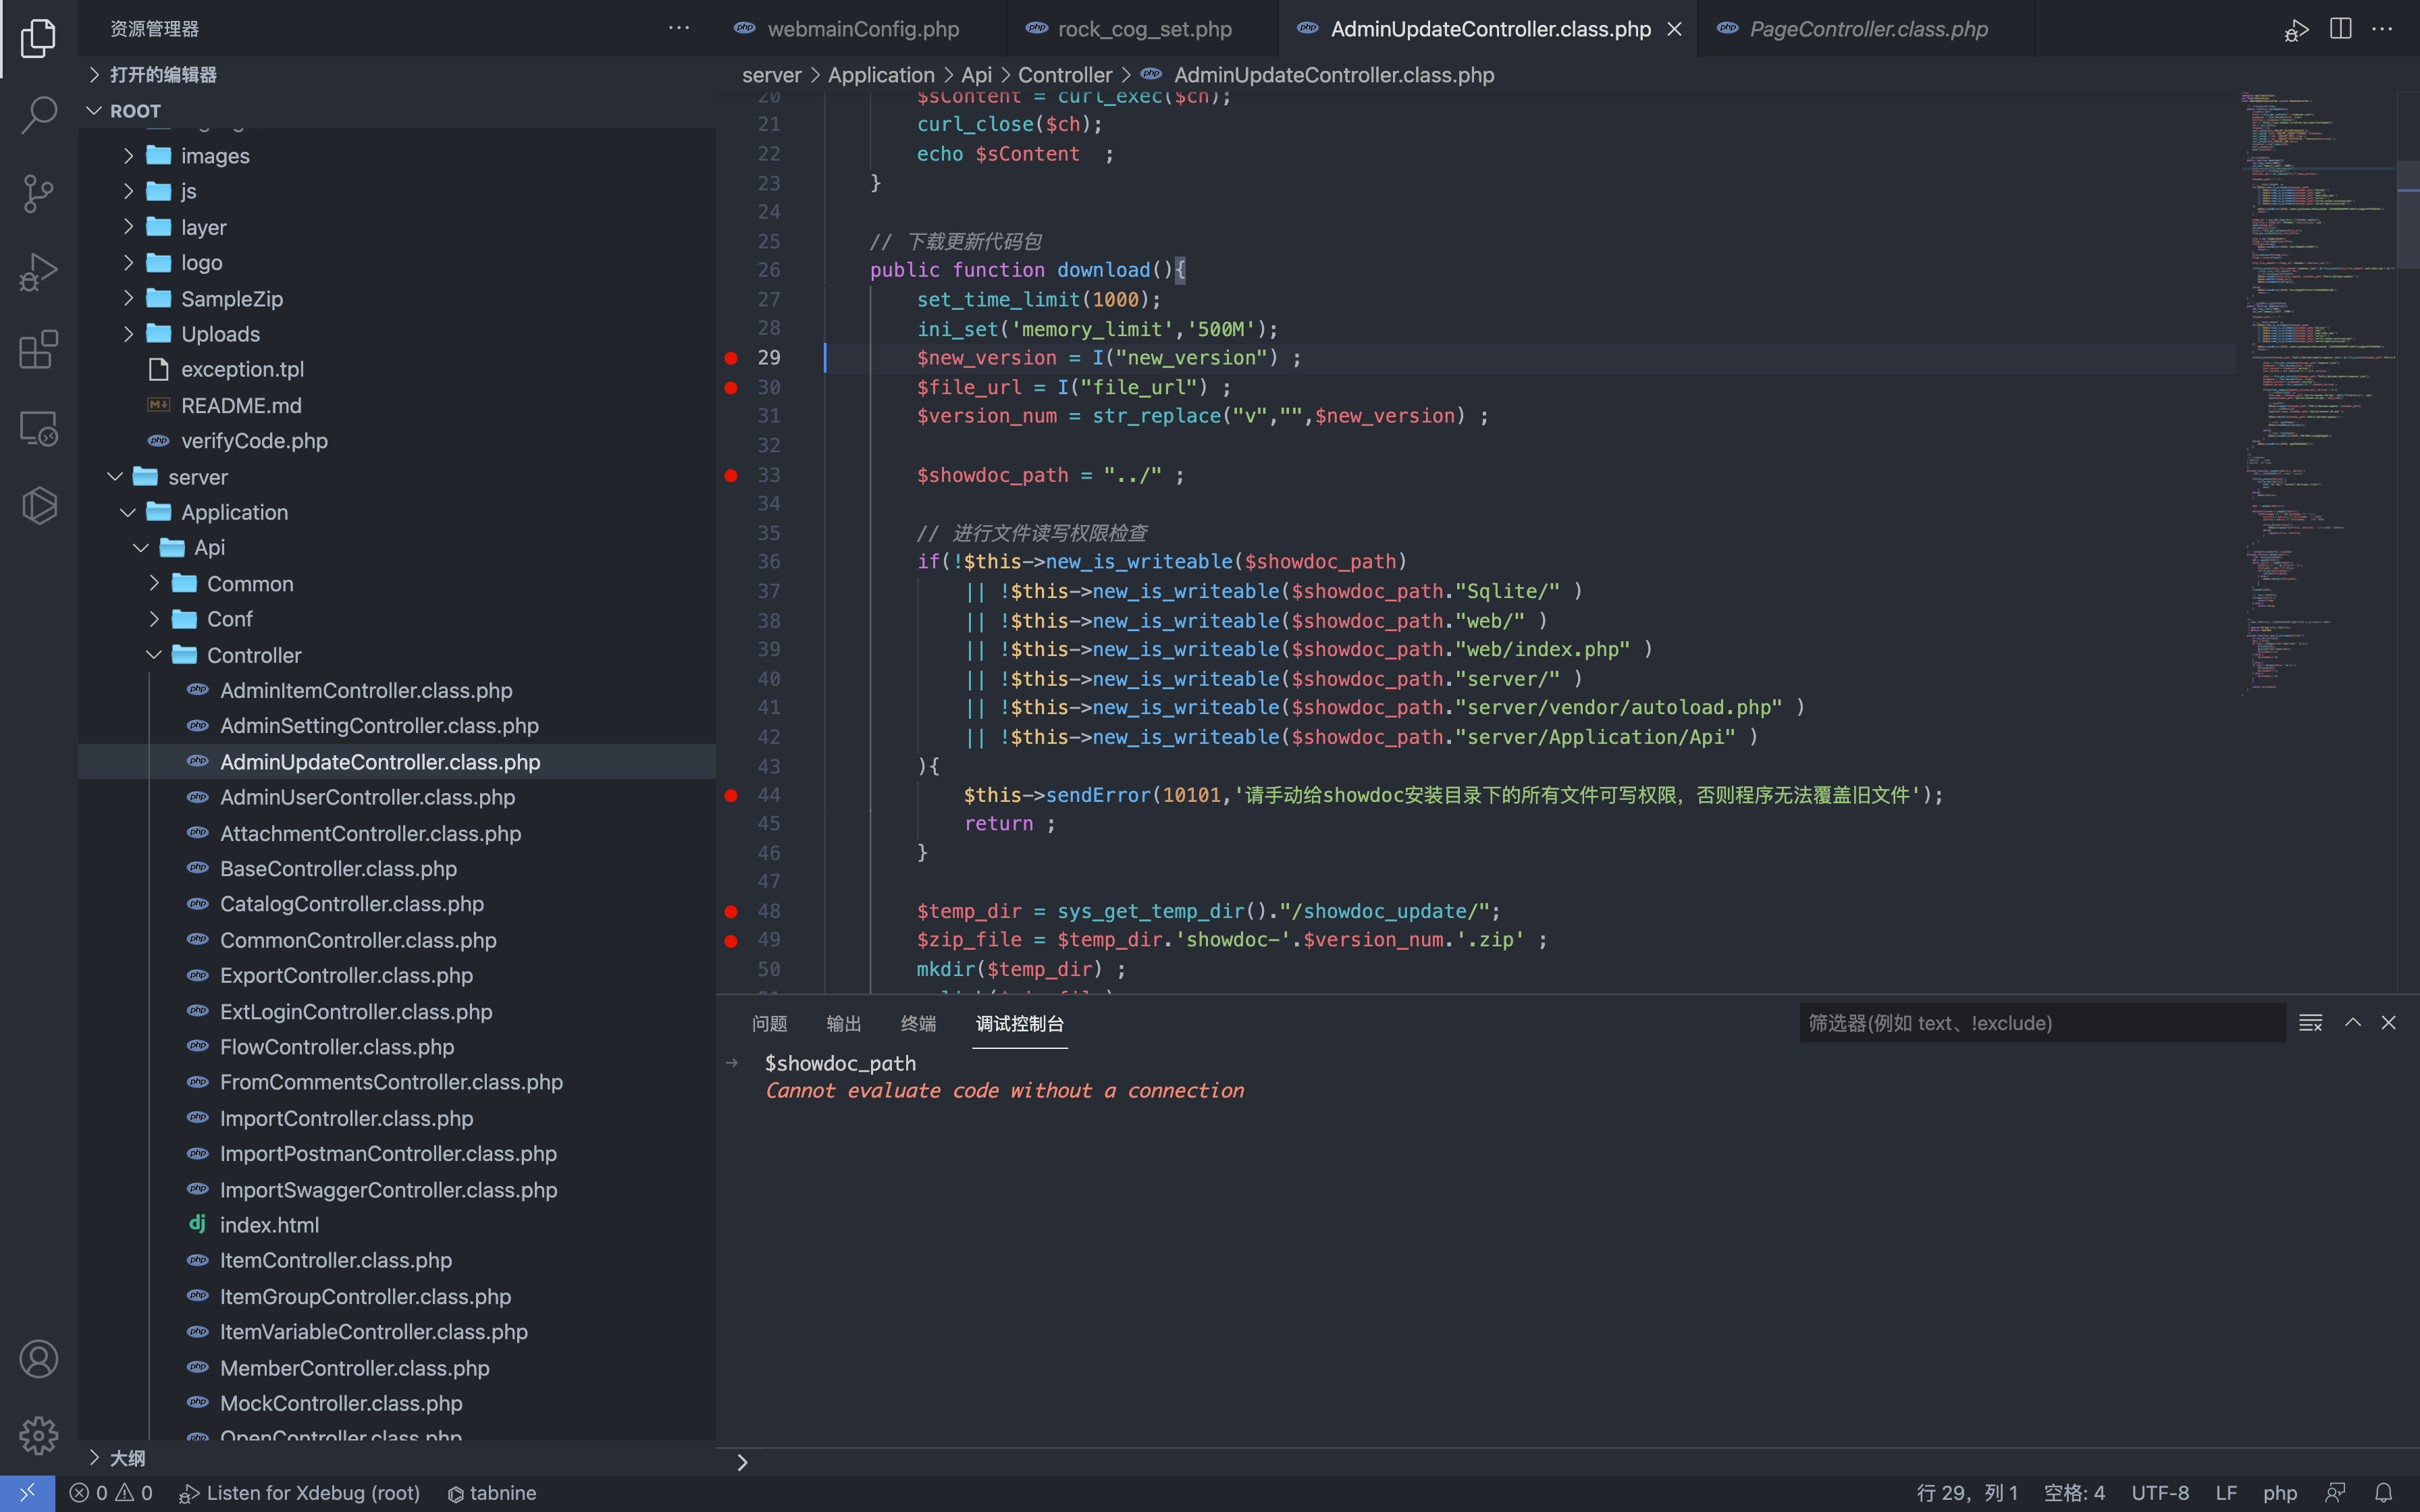 资源管理器
webmainConfig.php
rock_cog_set.php
AdminUpdateController.class.php
PageController.class.php
打开的编辑器
ROOT
images
js
layer
logo
SampleZip
Uploads
exception.tpl
README.md
verifyCode.php
server
Application
Api
Common
Conf
Controller
AdminItemController.class.php
AdminSettingController.class.php
AdminUpdateController.class.php
AdminUserController.class.php
AttachmentController.class.php
BaseController.class.php
CatalogController.class.php
CommonController.class.php
ExportController.class.php
ExtLoginController.class.php
FlowController.class.php
FromCommentsController.class.php
ImportController.class.php
ImportPostmanController.class.php
ImportSwaggerController.class.php
index.html
ItemController.class.php
ItemGroupController.class.php
ItemVariableController.class.php
MemberController.class.php
MockController.class.php
OpenController.class.php
大纲
server > Application > Api > Controller > AdminUpdateController.class.php
20 $sContent = curl_exec($ch);
21 curl_close($ch);
22 echo $sContent  ;
23 }
24
25 // 下载更新代码包
26 public function download(){
27 set_time_limit(1000);
28 ini_set('memory_limit','500M');
29 $new_version = I("new_version") ;
30 $file_url = I("file_url") ;
31 $version_num = str_replace("v","",$new_version) ;
32
33 $showdoc_path = "../" ;
34
35 // 进行文件读写权限检查
36 if(!$this->new_is_writeable($showdoc_path)
37 || !$this->new_is_writeable($showdoc_path."Sqlite/" )
38 || !$this->new_is_writeable($showdoc_path."web/" )
39 || !$this->new_is_writeable($showdoc_path."web/index.php" )
40 || !$this->new_is_writeable($showdoc_path."server/" )
41 || !$this->new_is_writeable($showdoc_path."server/vendor/autoload.php" )
42 || !$this->new_is_writeable($showdoc_path."server/Application/Api" )
43 ){
44 $this->sendError(10101,'请手动给showdoc安装目录下的所有文件可写权限，否则程序无法覆盖旧文件');
45 return ;
46 }
47
48 $temp_dir = sys_get_temp_dir()."/showdoc_update/";
49 $zip_file = $temp_dir.'showdoc-'.$version_num.'.zip' ;
50 mkdir($temp_dir) ;
问题 输出 终端 调试控制台
筛选器(例如 text、!exclude)
$showdoc_path
Cannot evaluate code without a connection
0 0 Listen for Xdebug (root) tabnine
行 29，列 1 空格: 4 UTF-8 LF php